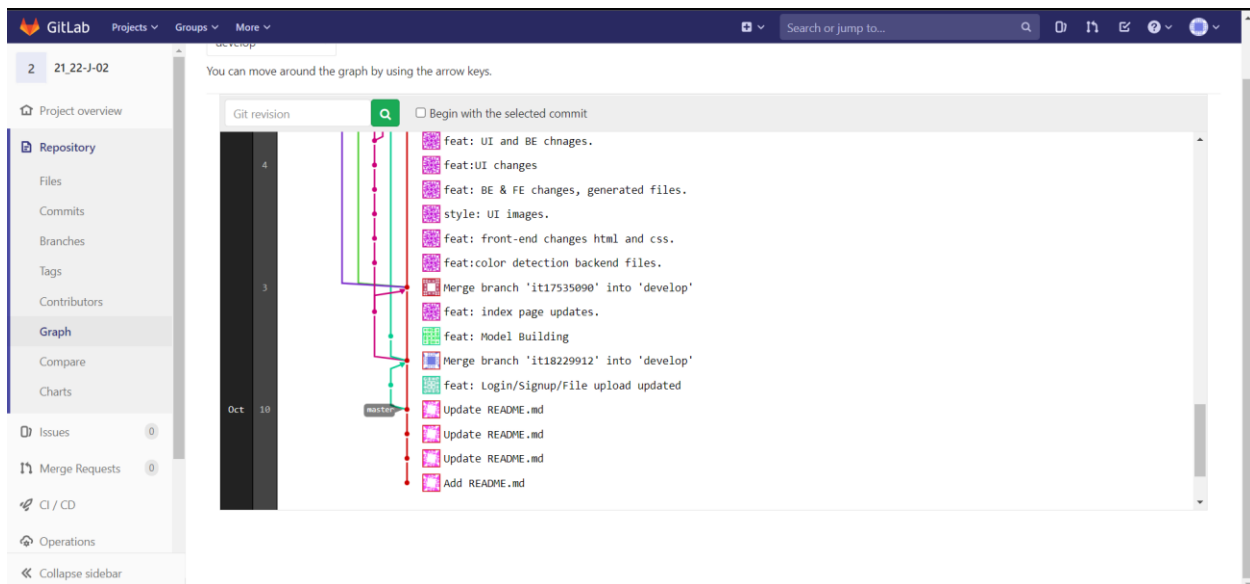 GitLab Projects Groups More Search or jump to...
develop
2 21_22-J-02
You can move around the graph by using the arrow keys.
Project overview
Git revision Begin with the selected commit
feat: UI and BE chnages.
Repository
4 feat:UI changes
Files
feat: BE & FE changes, generated files.
Commits
style: UI images.
Branches
feat: front-end changes html and css.
Tags
feat:color detection backend files.
Contributors
3 Merge branch 'it17535090' into 'develop'
feat: index page updates.
Graph
feat: Model Building
Compare
Merge branch 'it18229912' into 'develop'
feat: Login/Signup/File upload updated
Charts
Oct 10 master Update README.md
Issues 0
Update README.md
Update README.md
Merge Requests 0
Add README.md
CI / CD
Operations
Collapse sidebar